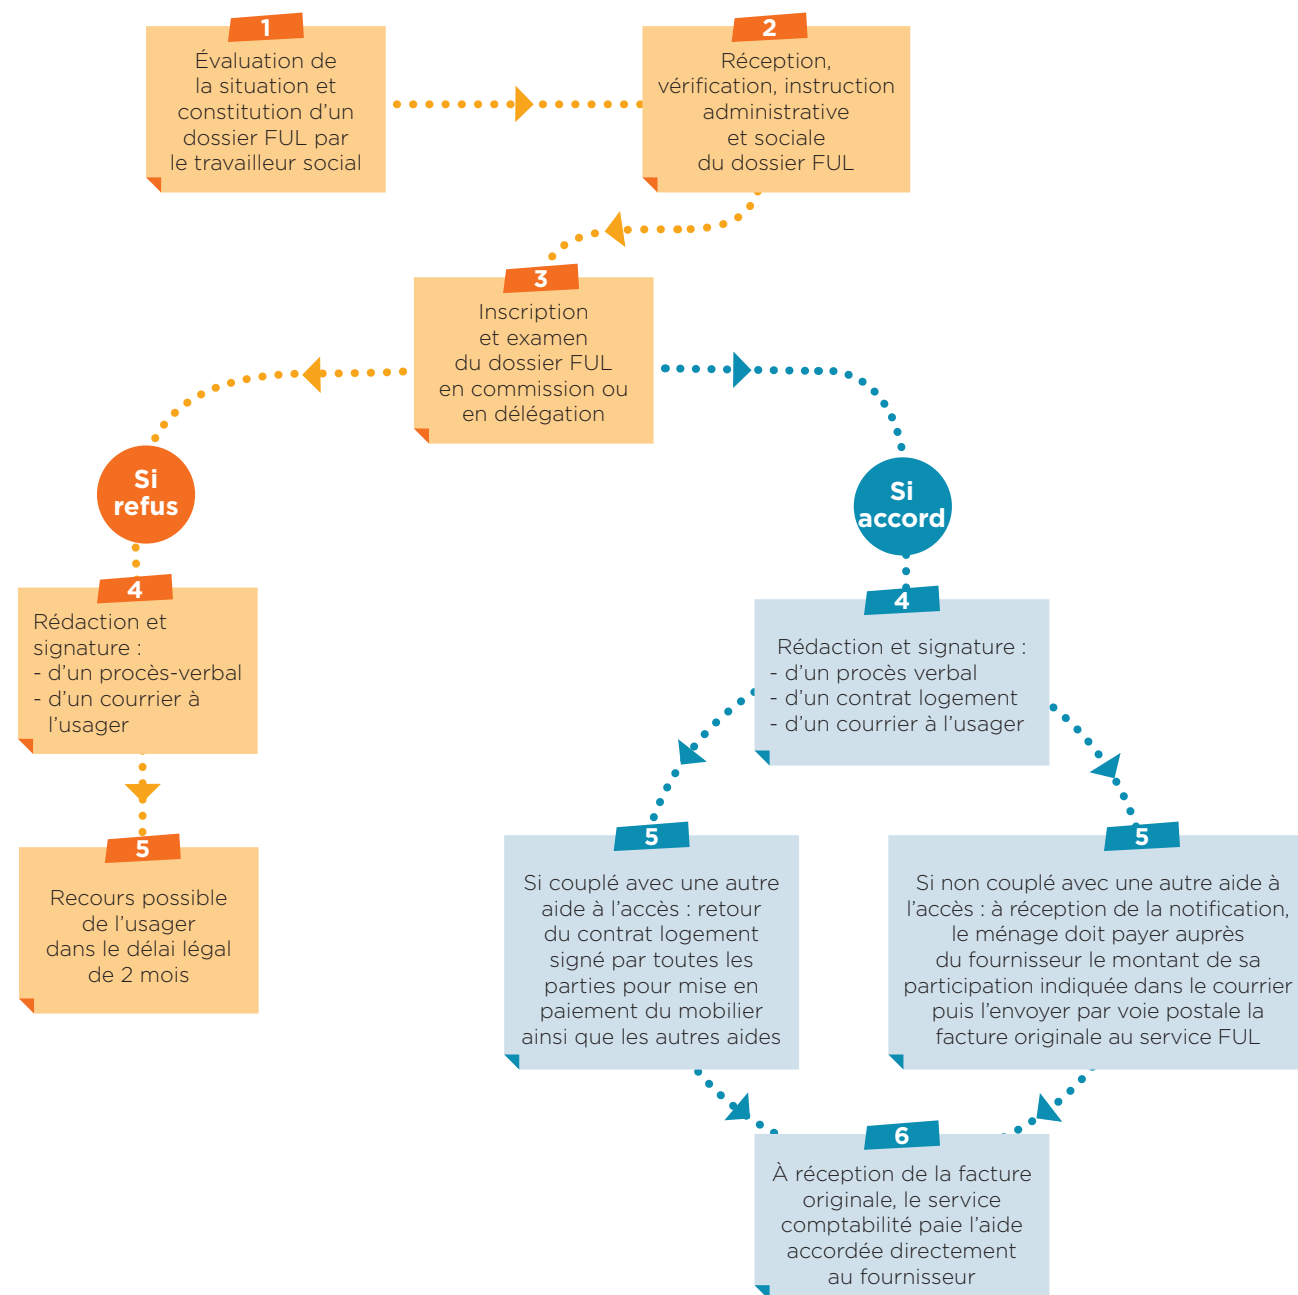 1
Évaluation de
la situation et
constitution d'un
dossier FUL par
le travailleur social
2
Réception,
vérification, instruction
administrative
et sociale
du dossier FUL
3
Inscription
et examen
du dossier FUL
en commission ou
en délégation
Si
refus
4
Rédaction et
signature :
- d'un procès-verbal
- d'un courrier à
l'usager
5
Recours possible
de l'usager
dans le délai légal
de 2 mois
Si
accord
4
Rédaction et signature :
- d'un procès verbal
- d'un contrat logement
- d'un courrier à l'usager
5
Si couplé avec une autre
aide à l'accès : retour
du contrat logement
signé par toutes les
parties pour mise en
paiement du mobilier
ainsi que les autres aides
5
Si non couplé avec une autre aide à
l'accès : à réception de la notification,
le ménage doit payer auprès
du fournisseur le montant de sa
participation indiquée dans le courrier
puis l'envoyer par voie postale la
facture originale au service FUL
6
À réception de la facture
originale, le service
comptabilité paie l'aide
accordée directement
au fournisseur